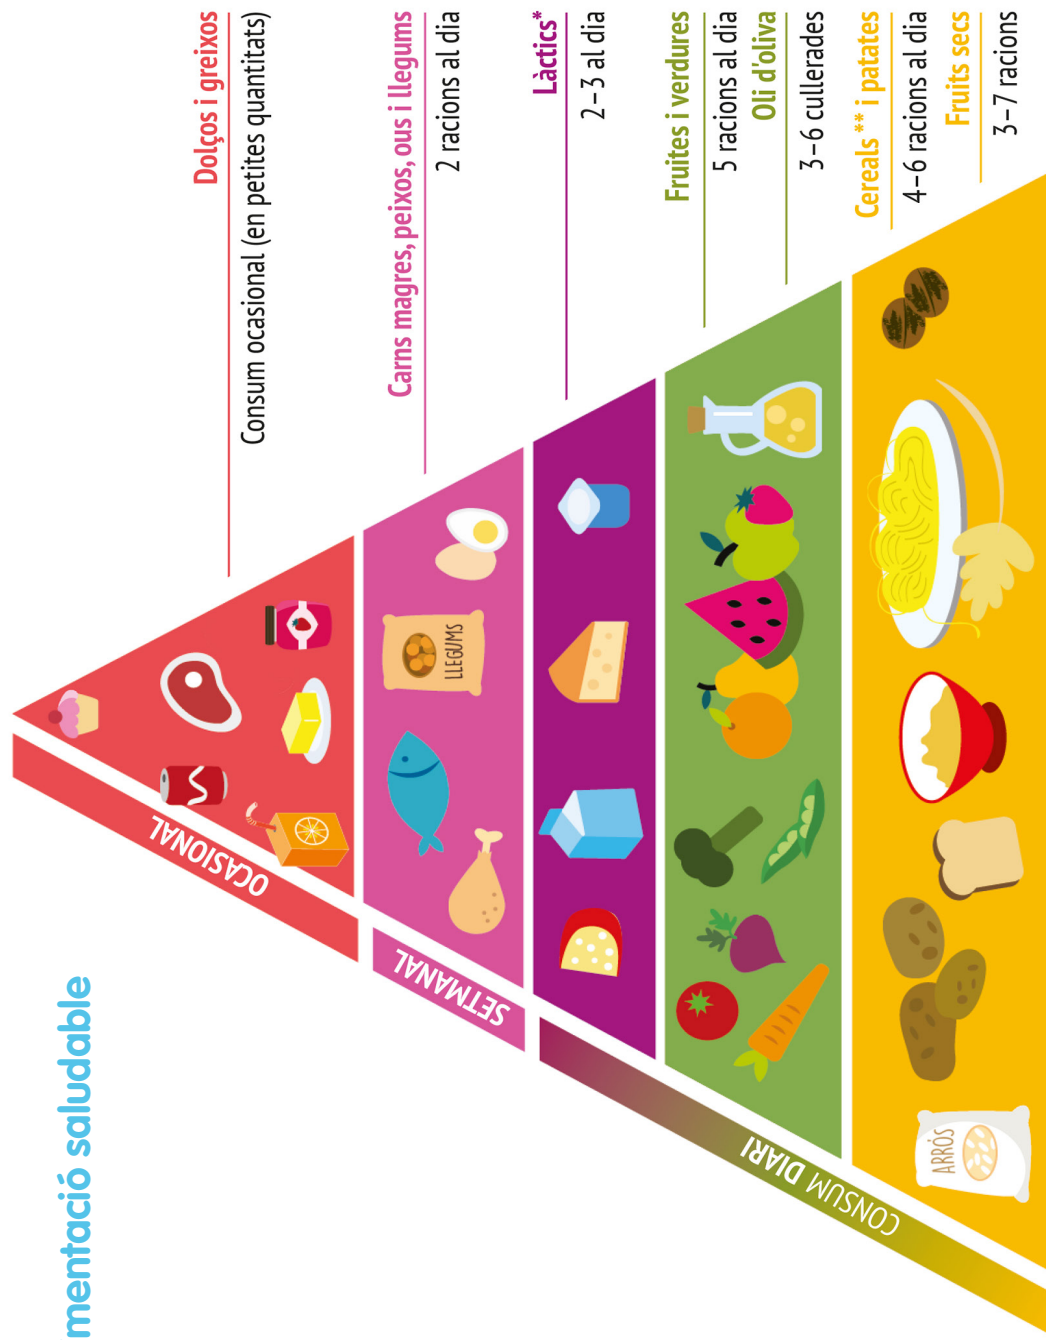 mentació saludable
Dolços i greixos
Consum ocasional (en petites quantitats)
Carns magres, peixos, ous i llegums
2 racions al dia
Làctics*
2–3 al dia
Fruites i verdures
5 racions al dia
Oli d'oliva
3–6 cullerades
Cereals ** i patates
4–6 racions al dia
Fruits secs
3–7 racions
OCASIONAL
SETMANAL
CONSUM DIARI
LLEGUMS
ARRÒS